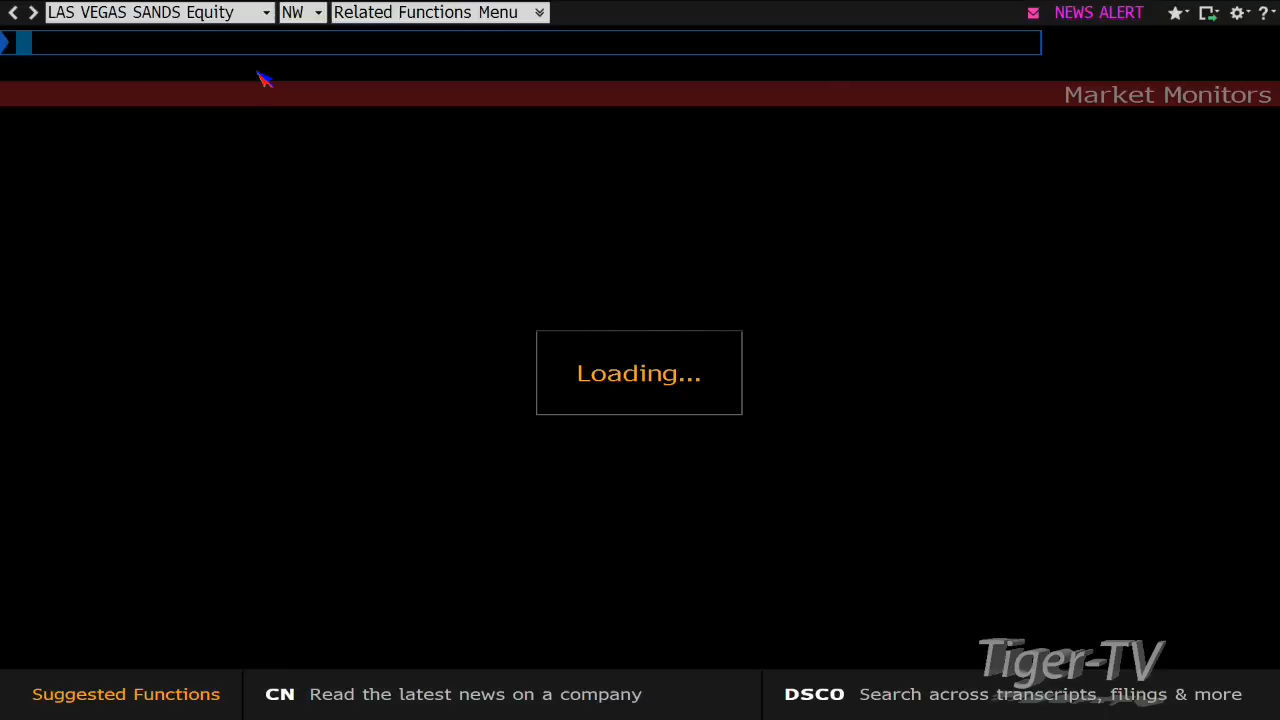 LAS VEGAS SANDS Equity NW Related Functions Menu NEWS ALERT ?
Market Monitors
Loading...
Tiger-TV
Suggested Functions CN Read the latest news on a company DSCO Search across transcripts, filings & more